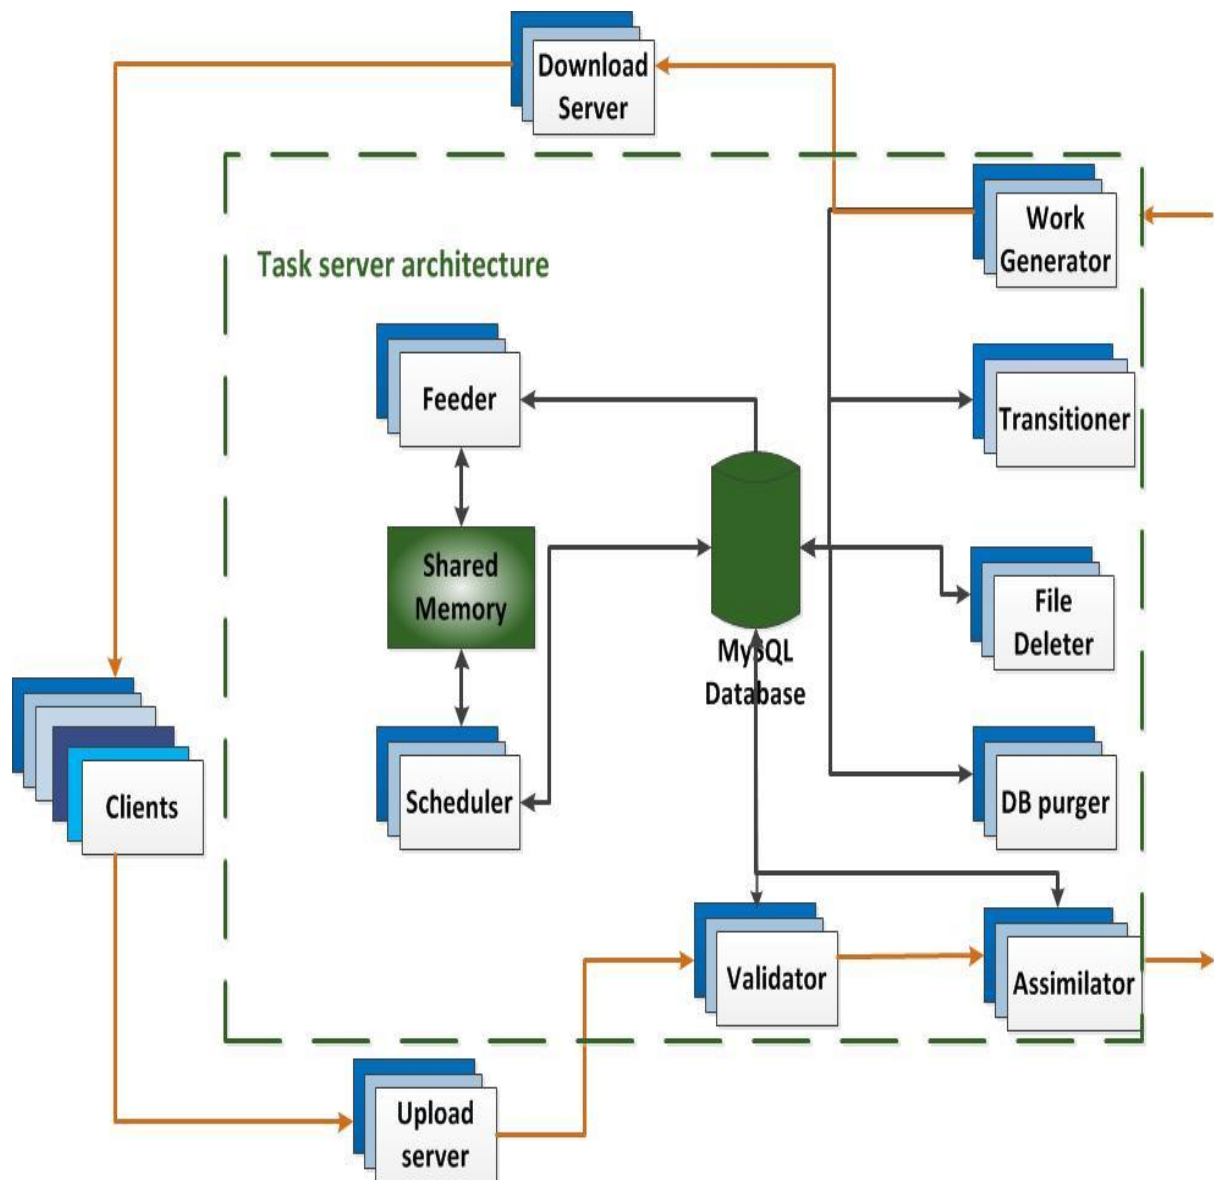 Download
Server
Work
Generator
Task server architecture
Feeder
Transitioner
Shared
Memory
File
Deleter
MySQL
Database
Clients
Scheduler
DB purger
Validator
Assimilator
Upload
server